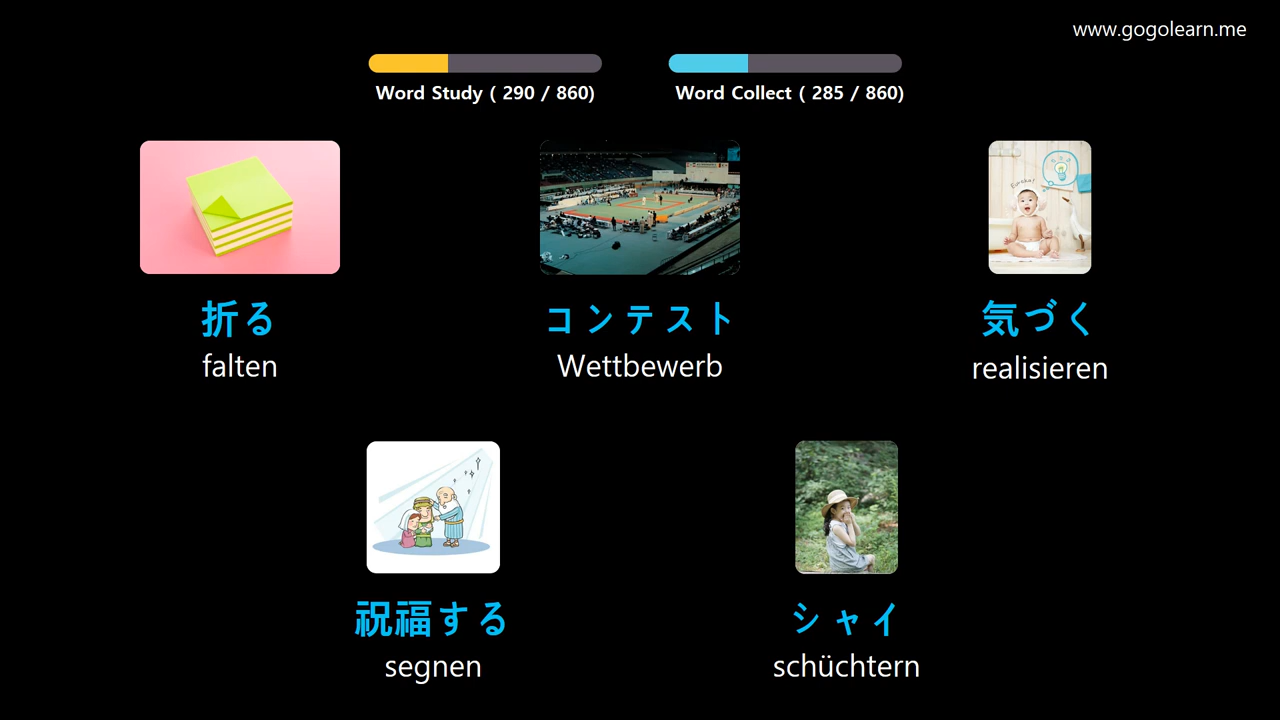 www.gogolearn.me
Word Study ( 290 / 860)
Word Collect ( 285 / 860)
Eureka!
折る
falten
コンテスト
Wettbewerb
気づく
realisieren
祝福する
segnen
シャイ
schüchtern